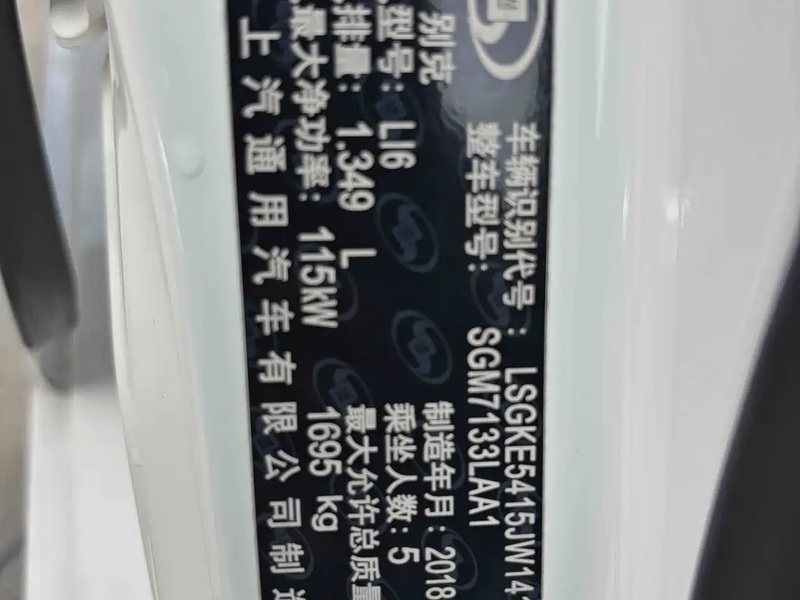 车辆识别代号：LSGKE5415JW14
整车型号：SGM7133LAA1
别克
制造年月：2018
型号：LI6
乘坐人数：5
排量：1.349 L
最大允许总质量
最大净功率：115kW
1695 kg
上汽通用汽车有限公司制造